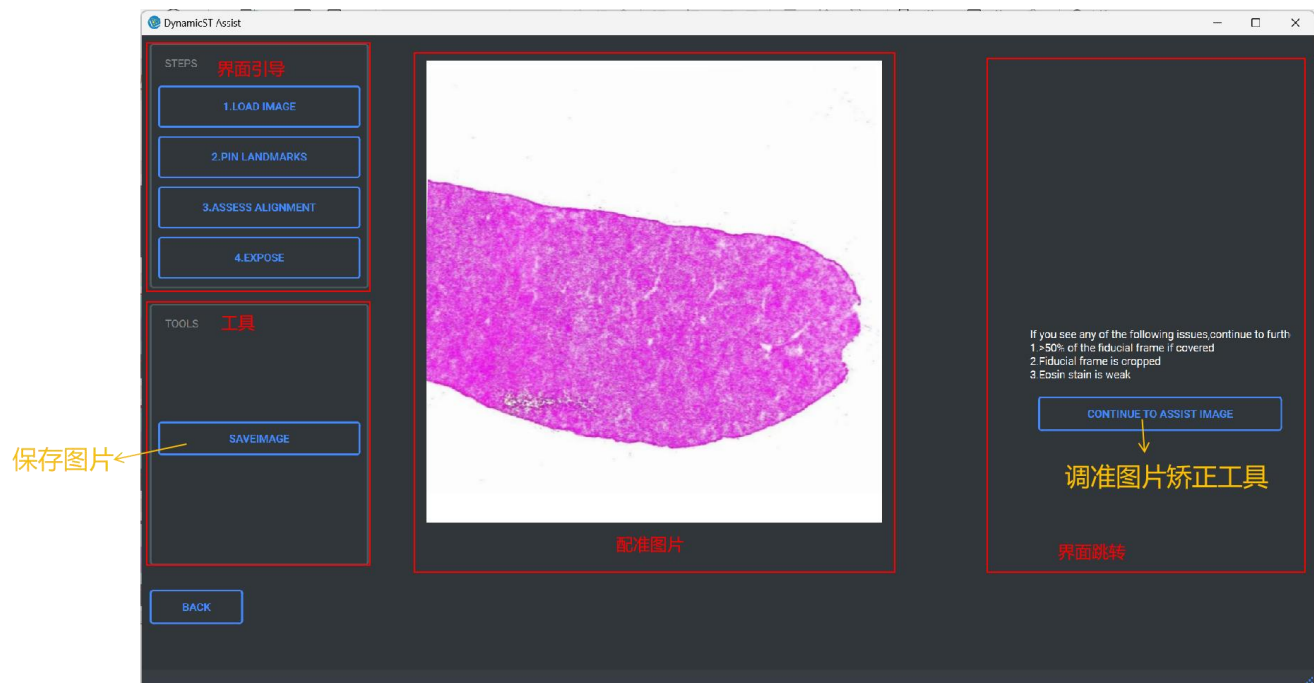 DynamicST Assist
STEPS
界面引导
1.LOAD IMAGE
2.PIN LANDMARKS
3.ASSESS ALIGNMENT
4.EXPOSE
TOOLS
工具
SAVEIMAGE
保存图片
BACK
配准图片
If you see any of the following issues,continue to furth
1.>50% of the fiducial frame if covered
2.Fiducial frame is cropped
3.Eosin stain is weak
CONTINUE TO ASSIST IMAGE
调准图片矫正工具
界面跳转